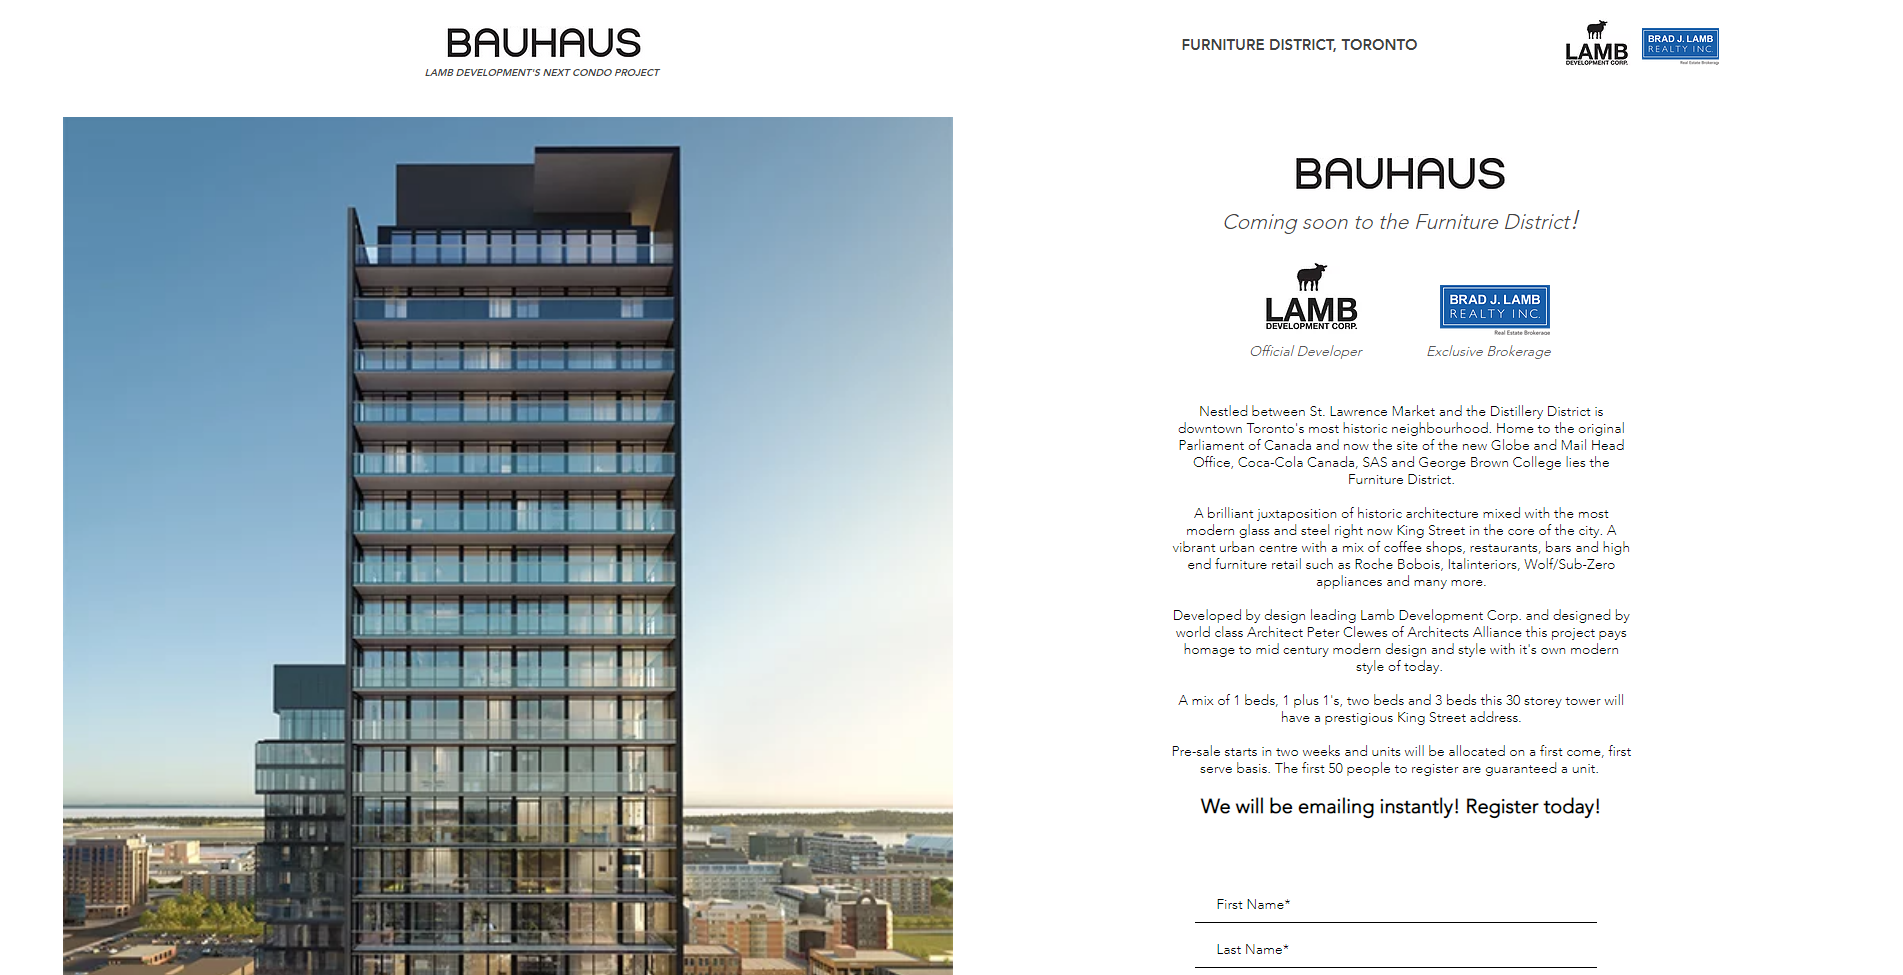 BAUHAUS
LAMB DEVELOPMENT'S NEXT CONDO PROJECT
FURNITURE DISTRICT, TORONTO
LAMB
DEVELOPMENT CORP.
BRAD J. LAMB
REALTY INC.
Real Estate Brokerage
BAUHAUS
Coming soon to the Furniture District!
LAMB
DEVELOPMENT CORP.
Official Developer
BRAD J. LAMB
REALTY INC.
Real Estate Brokerage
Exclusive Brokerage
Nestled between St. Lawrence Market and the Distillery District is
downtown Toronto's most historic neighbourhood. Home to the original
Parliament of Canada and now the site of the new Globe and Mail Head
Office, Coca-Cola Canada, SAS and George Brown College lies the
Furniture District.
A brilliant juxtaposition of historic architecture mixed with the most
modern glass and steel right now King Street in the core of the city. A
vibrant urban centre with a mix of coffee shops, restaurants, bars and high
end furniture retail such as Roche Bobois, Italinteriors, Wolf/Sub-Zero
appliances and many more.
Developed by design leading Lamb Development Corp. and designed by
world class Architect Peter Clewes of Architects Alliance this project pays
homage to mid century modern design and style with it's own modern
style of today.
A mix of 1 beds, 1 plus 1's, two beds and 3 beds this 30 storey tower will
have a prestigious King Street address.
Pre-sale starts in two weeks and units will be allocated on a first come, first
serve basis. The first 50 people to register are guaranteed a unit.
We will be emailing instantly! Register today!
First Name*
Last Name*